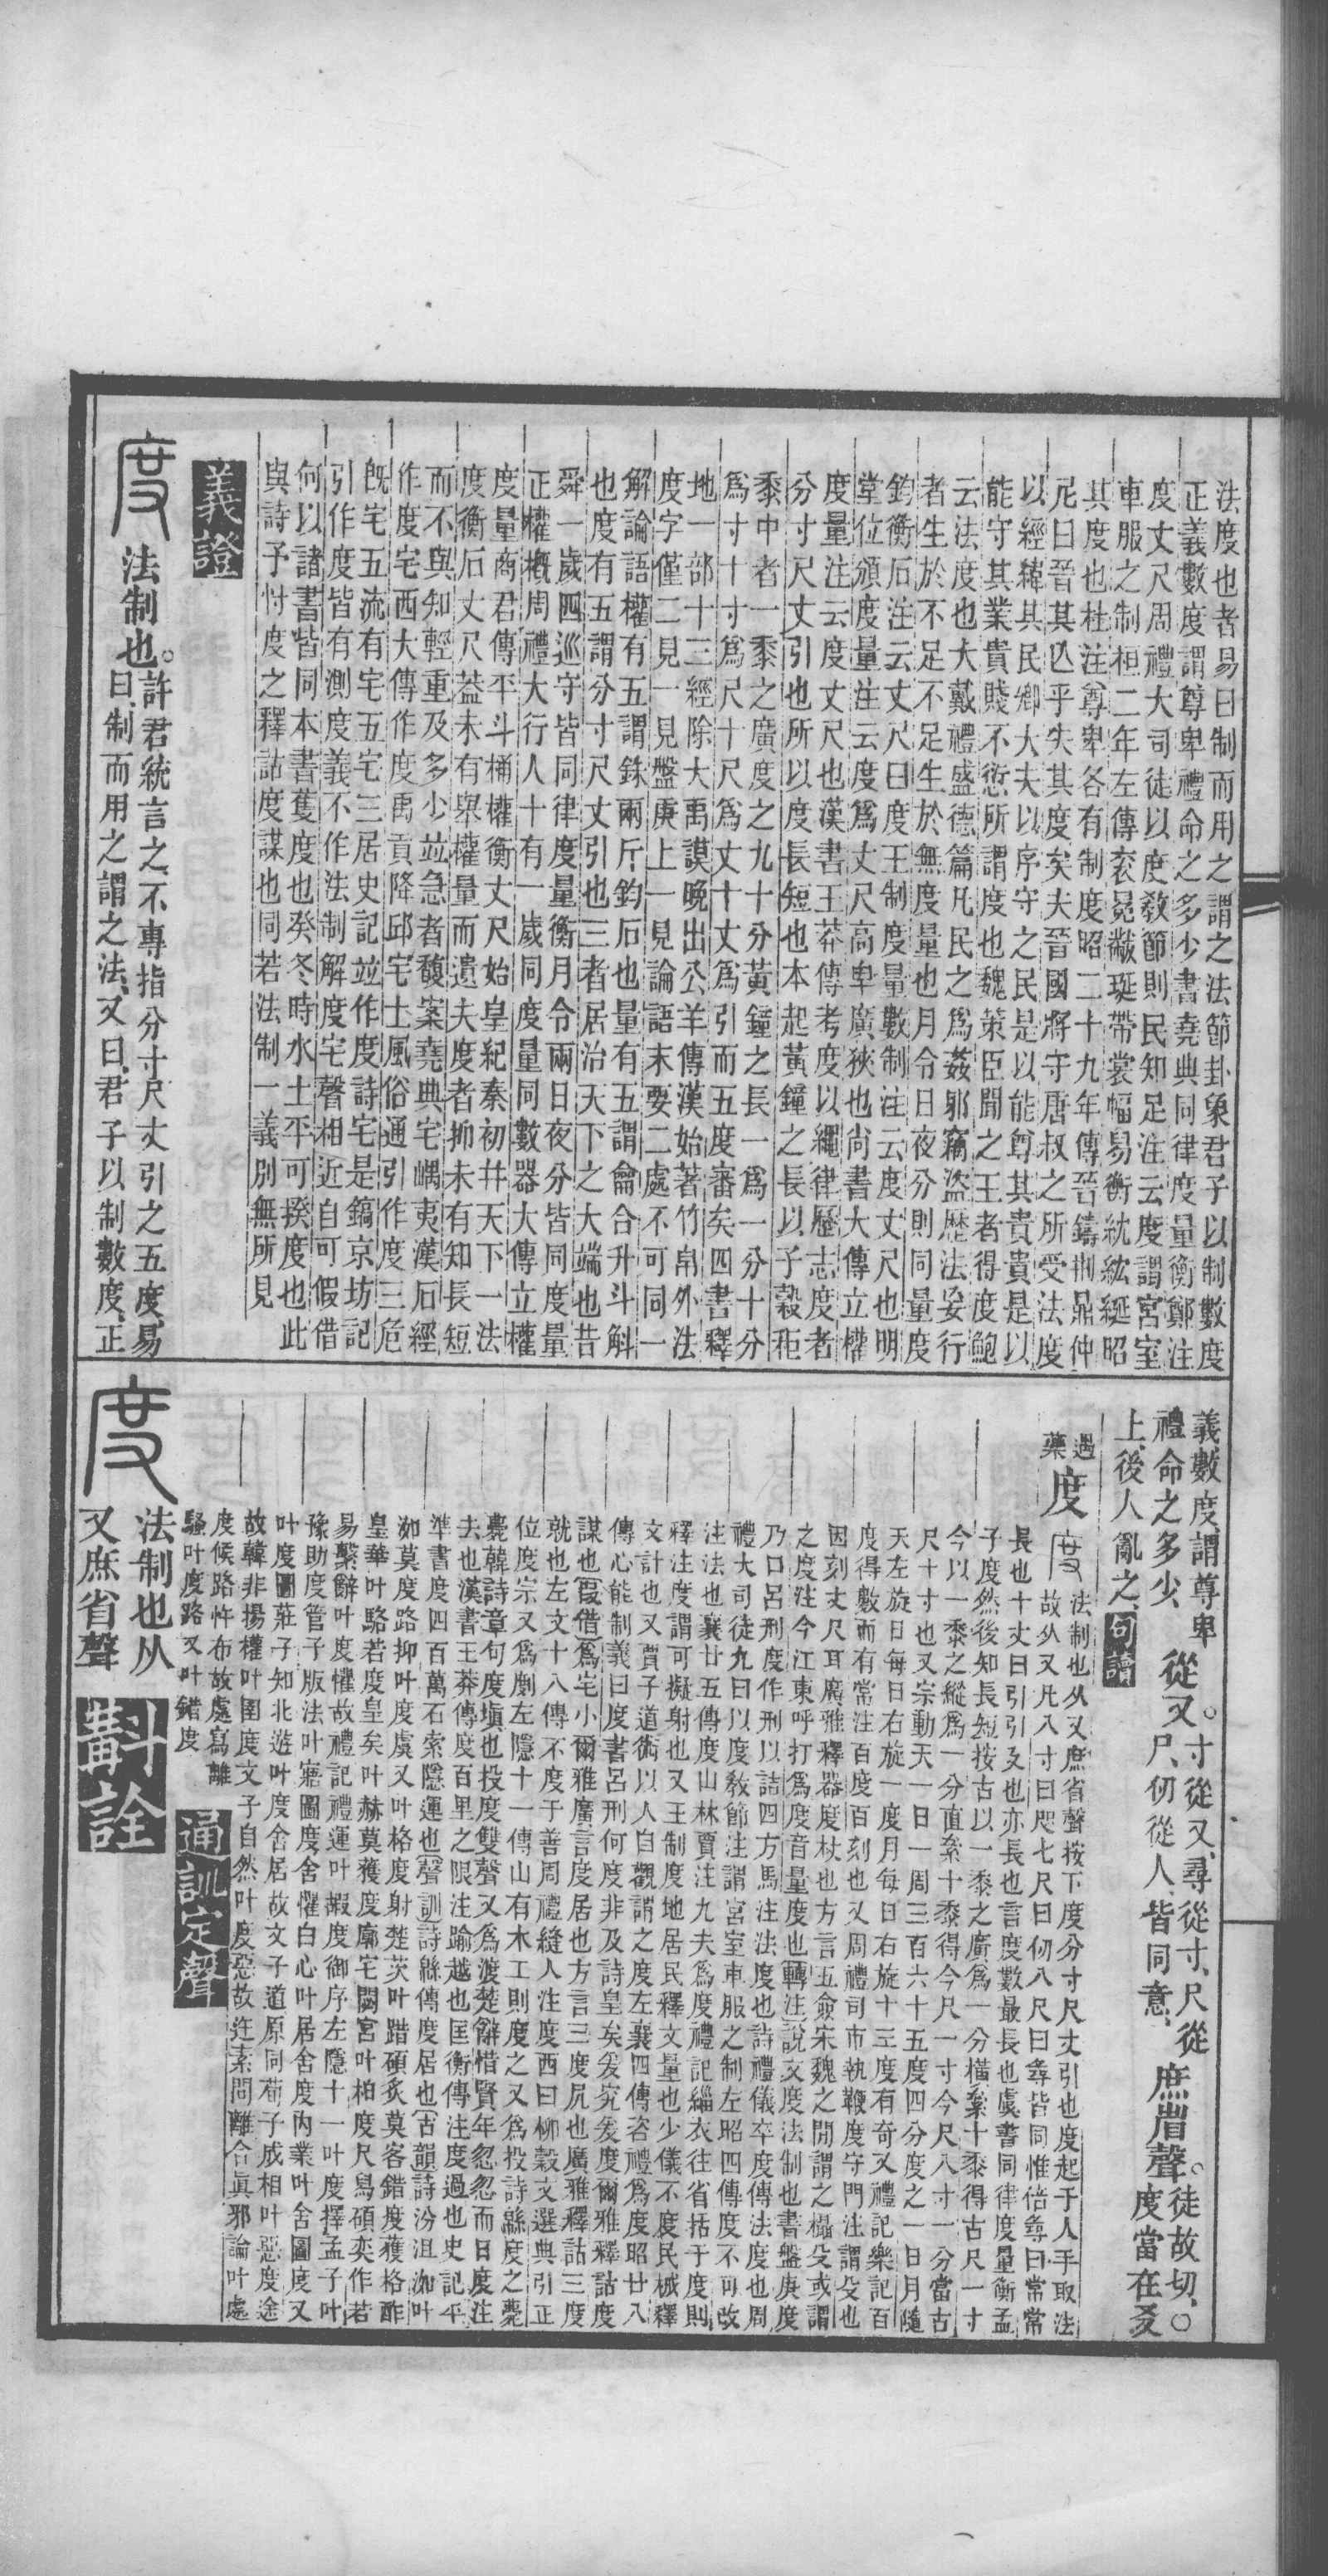 法度也者易曰制而用之謂之法節卦象君子以制數度
正義數度謂尊卑禮命之多少書堯典同律度量衡鄭注
度丈尺周禮大司徒以度敎節則民知足注云度謂宮室
車服之制桓二年左傳衮冕黻珽帶裳幅舄衡紞紘綖昭
其度也杜注尊卑各有制度昭二十九年傳晉鑄刑鼎仲
尼曰晉其亾乎失其度矣夫晉國將守唐叔之所受法度
以經緯其民卿大夫以序守之民是以能尊其貴貴是以
能守其業貴賤不愆所謂度也魏策臣聞之王者得度鮑
云法度也大戴禮盛德篇凡民之爲姦邪竊盜歷法妄行
者生於不足不足生於無度量也月令日夜分則同量度
鈞衡石注云丈尺曰度王制度量數制注云度丈尺也明
堂位頒度量注云度爲丈尺高卑廣狹也尚書大傳立權
度量注云度丈尺也漢書王莽傳考度以繩律歷志度者
分寸尺丈引也所以度長短也本起黃鐘之長以子穀秬
黍中者一黍之廣度之九十分黃鐘之長一爲一分十分
爲寸十寸爲尺十尺爲丈十丈爲引而五度審矣四書釋
地一部十三經除大禹謨晚出公羊傳漢始著竹帛外法
度字僅二見一見盤庚上一見論語末要二處不可同一
解論語權有五謂銖兩斤鈞石也量有五謂龠合升斗斛
也度有五謂分寸尺丈引也三者居治天下之大端也昔
舜一歲四巡守皆同律度量衡月令兩日夜分皆同度量
正權槪周禮大行人十有一歲同度量同數器大傳立權
度量商君傳平斗桶權衡丈尺始皇紀秦初幷天下一法
度衡石丈尺葢未有舉權量而遺夫度者抑未有知長短
而不與知輕重及多少竝急者馥案堯典宅嵎夷漢石經
作度宅西大傳作度禹貢降邱宅土風俗通引作度三危
旣宅五流有宅五宅三居史記竝作度詩宅是鎬京坊記
引作度皆有測度義不作法制解度宅聲相近自可假借
何以諸書皆同本書蒦度也癸冬時水土平可揆度也此
與詩予忖度之釋詁度謀也同若法制一義別無所見
義證
度
法制也。許君統言之、不專指分寸尺丈引之五度、易
曰、制而用之謂之法、又曰、君子以制數度、正
義、數度、謂尊卑
禮命之多少、
從又。寸從又、尋從寸、尺從
尸、仞從人、皆同意、
庶省聲。徒故切、〇
度當在㕛
上、後人亂之、
句讀
遇
藥
度
法制也从又庶省聲按下度分寸尺丈引也度起于人手取法
故从又凡八寸曰咫七尺曰仞八尺曰尋皆同惟倍尋曰常常
長也十丈曰引引又也亦長也言度數最長也虞書同律度量衡孟
子度然後知長短按古以一黍之廣爲一分橫絫十黍得古尺一寸
今以一黍之縱爲一分直絫十黍得今尺一寸今尺八寸一分當古
尺十寸也又宗動天一日一周三百六十五度四分度之一日月隨
天左旋日每日右旋一度月每日右旋十三度有奇又禮記樂記百
度得數而有常注百度百刻也又周禮司市執鞭度守門注謂殳也
因刻丈尺耳廣雅釋器度杖也方言五僉宋魏之閒謂之欇殳或謂
之度注今江東呼打爲度音量度也轉注說文度法制也書盤庚度
乃口呂刑度作刑以詰四方馬注法度也詩禮儀卒度傳法度也周
禮大司徒九曰以度敎節注謂宮室車服之制左昭四傳度不可改
注法也襄廿五傳度山林賈注九夫爲度禮記緇衣往省括于度則
釋注度謂可擬射也又王制度地居民釋文量也少儀不度民械釋
文計也又賈子道術以人自觀謂之度左襄四傳咨禮爲度昭廿八
傳心能制義曰度書呂刑何度非及詩皇矣爰究爰度爾雅釋詁度
謀也叚借爲宅小爾雅廣言度居也方言三度凥也廣雅釋詁三度
就也左文十八傳不度于善周禮縫人注度西曰柳穀文選典引正
位度宗又爲劇左隱十一傳山有木工則度之又爲投詩緜度之薨
薨韓詩章句度塡也投度雙聲又爲渡楚辭惜賢年忽忽而日度注
去也漢書王莽傳度百里之限注踰越也匡衡傳注度過也史記平
準書度四百萬石索隱運也聲訓詩緜傳度居也古韻詩汾沮洳叶
洳莫度路抑叶度虞又叶格度射楚茨叶踖碩炙莫客錯度獲格酢
皇華叶駱若度皇矣叶赫莫獲度廓宅閟宮叶柏度尺舄碩奕作若
易繫辭叶度懼故禮記禮運叶嘏度御序左隱十一叶度擇孟子叶
豫助度管子版法叶寤圖度舍懼白心叶居舍度內業叶舍圖度又
叶度圖莊子知北遊叶度舍居故文子道原同荀子成相叶惡度途
故韓非揚權叶圉度文子自然叶度惡故迕素問離合眞邪論叶處
度候路忤布故處寫離
騷叶度路又叶錯度
通訓定聲
度
法制也从
又庶省聲
斠詮